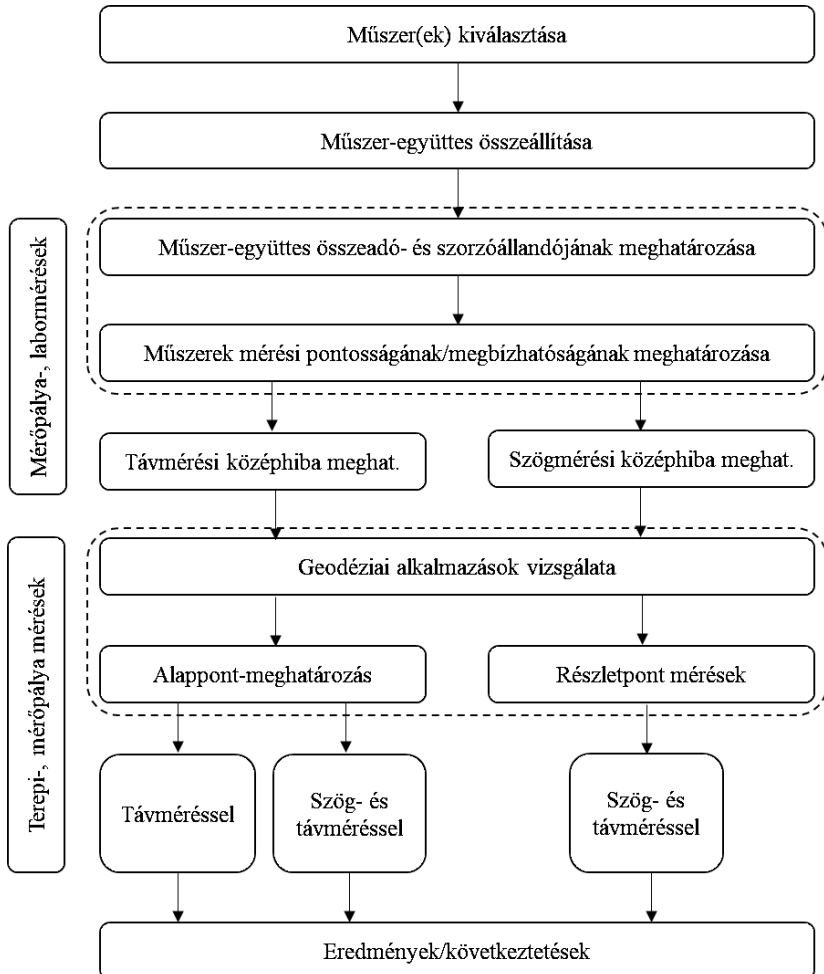 Műszer(ek) kiválasztása
Műszer-együttes összeállítása
Mérőpálya-, labormérések
Műszer-együttes összeadó- és szorzóállandójának meghatározása
Műszerek mérési pontosságának/megbízhatóságának meghatározása
Távmérési középhiba meghat.
Szögmérési középhiba meghat.
Terepi-, mérőpálya mérések
Geodéziai alkalmazások vizsgálata
Alappont-meghatározás
Részletpont mérések
Távméréssel
Szög- és
távméréssel
Szög- és
távméréssel
Eredmények/következtetések